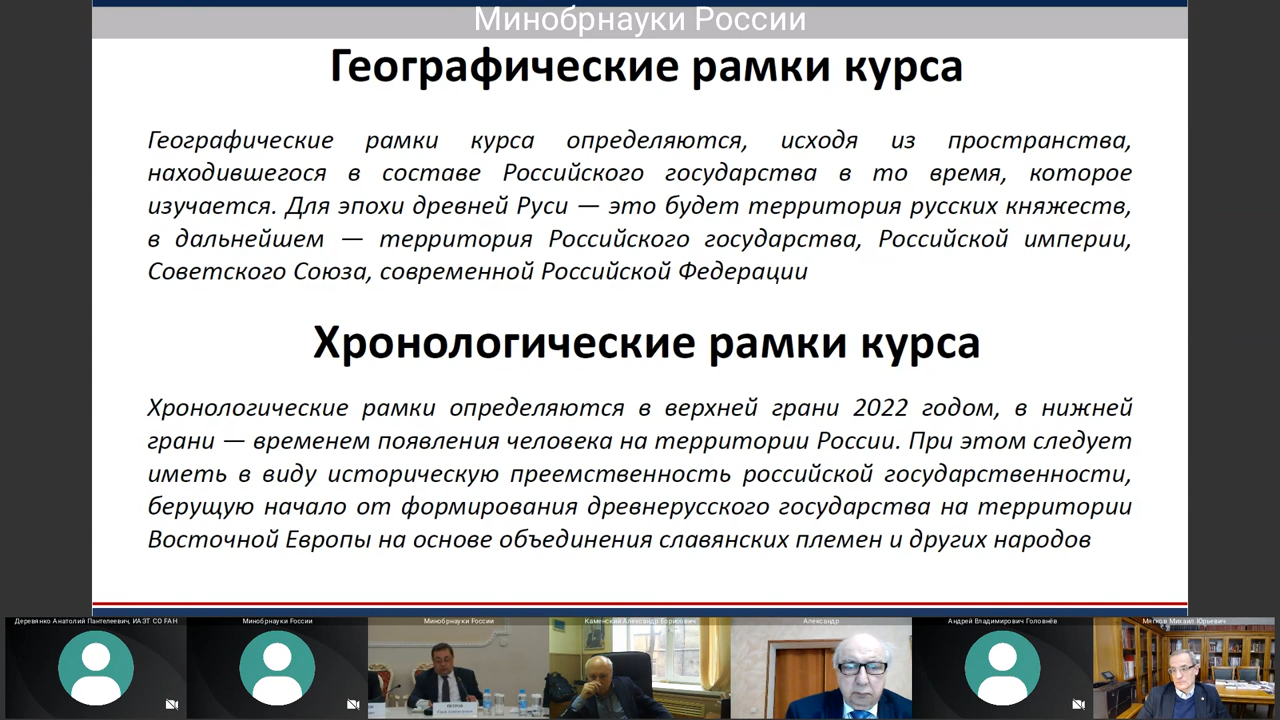 Минобрнауки России
Географические рамки курса
Географические рамки курса определяются, исходя из пространства,
находившегося в составе Российского государства в то время, которое
изучается. Для эпохи древней Руси — это будет территория русских княжеств,
в дальнейшем — территория Российского государства, Российской империи,
Советского Союза, современной Российской Федерации
Хронологические рамки курса
Хронологические рамки определяются в верхней грани 2022 годом, в нижней
грани — временем появления человека на территории России. При этом следует
иметь в виду историческую преемственность российской государственности,
берущую начало от формирования древнерусского государства на территории
Восточной Европы на основе объединения славянских племен и других народов
Деревянко Анатолий Пантелеевич, ИАЭТ СО РАН
Минобрнауки России
Минобрнауки России
Каменский Александр Борисович
Александр
Андрей Владимирович Головнёв
Мягков Михаил Юрьевич
ПЕТРОВ